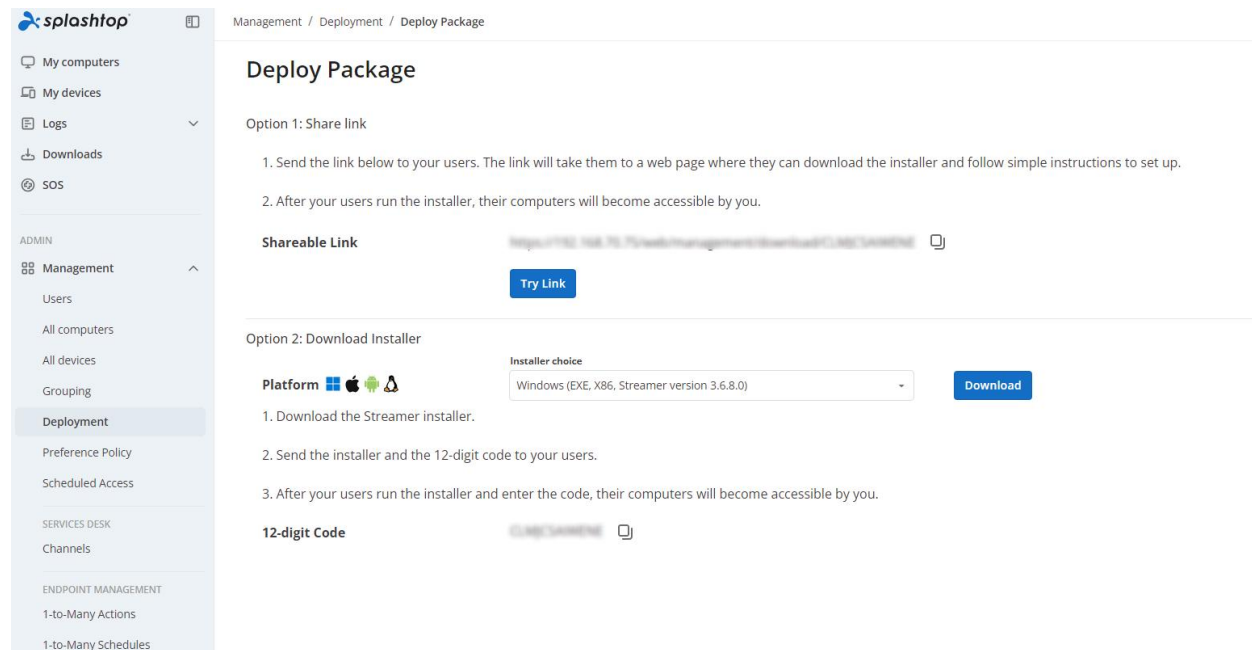 splashtop
Management / Deployment / Deploy Package
My computers
My devices
Logs
Downloads
SOS
ADMIN
Management
Users
All computers
All devices
Grouping
Deployment
Preference Policy
Scheduled Access
SERVICES DESK
Channels
ENDPOINT MANAGEMENT
1-to-Many Actions
1-to-Many Schedules
Deploy Package
Option 1: Share link
1. Send the link below to your users. The link will take them to a web page where they can download the installer and follow simple instructions to set up.
2. After your users run the installer, their computers will become accessible by you.
Shareable Link
Try Link
Option 2: Download Installer
Installer choice
Platform
Windows (EXE, X86, Streamer version 3.6.8.0)
Download
1. Download the Streamer installer.
2. Send the installer and the 12-digit code to your users.
3. After your users run the installer and enter the code, their computers will become accessible by you.
12-digit Code